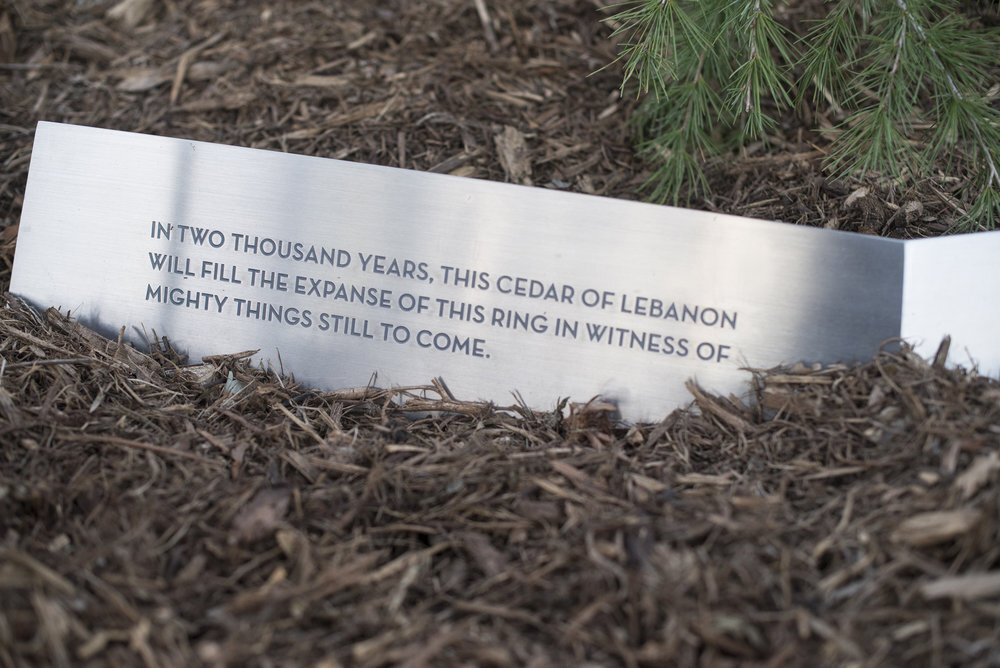 IN TWO THOUSAND YEARS, THIS CEDAR OF LEBANON
WILL FILL THE EXPANSE OF THIS RING IN WITNESS OF
MIGHTY THINGS STILL TO COME.